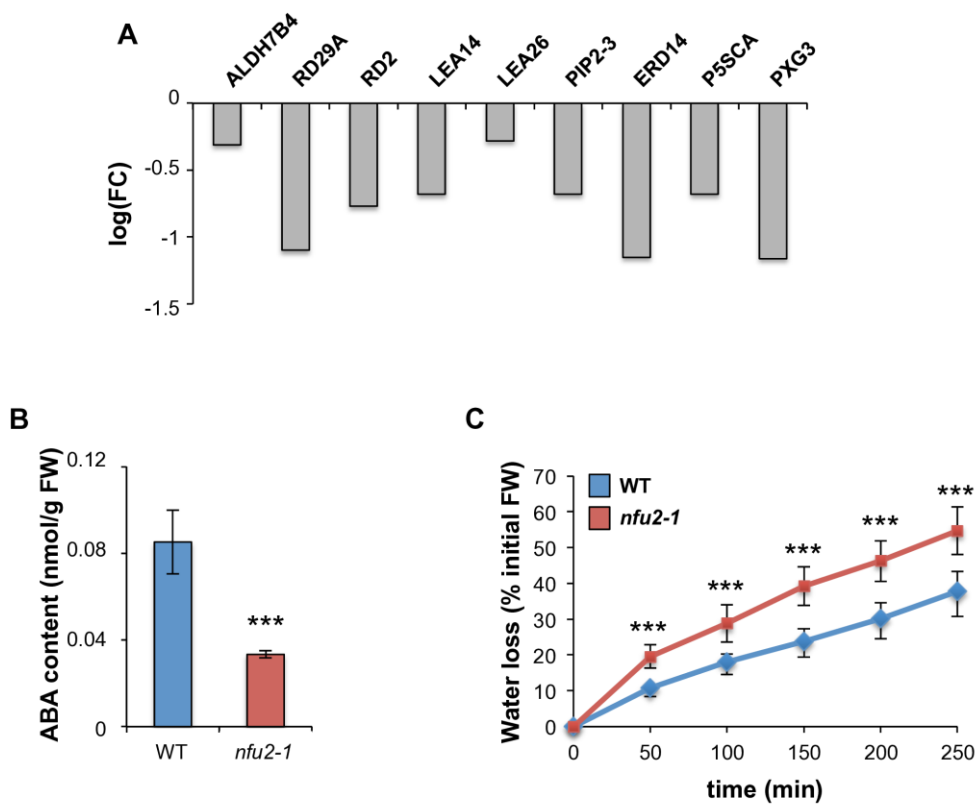 A
ALDH7B4
RD29A
RD2
LEA14
LEA26
PIP2-3
ERD14
P5SCA
PXG3
log(FC)
0
-0.5
-1
-1.5
B
ABA content (nmol/g FW)
0.12
0.08
0.04
0
***
WT
nfu2-1
C
Water loss (% initial FW)
70
60
50
40
30
20
10
0
WT
nfu2-1
***
***
***
***
***
0 50 100 150 200 250
time (min)